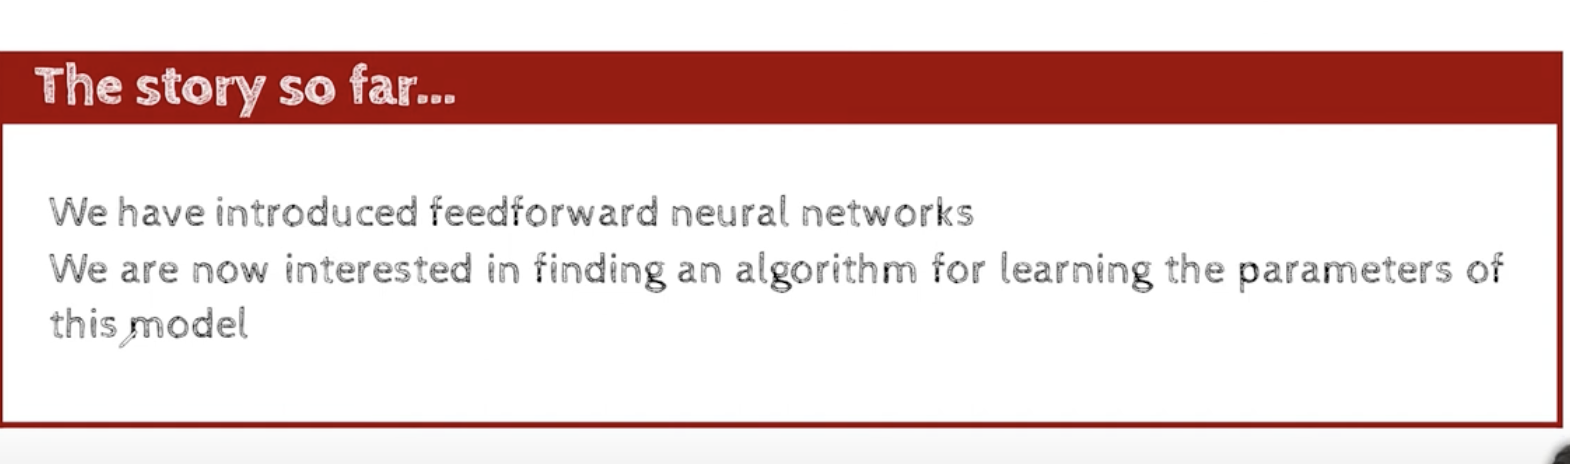 The story so far...
We have introduced feedforward neural networks
We are now interested in finding an algorithm for learning the parameters of
this model